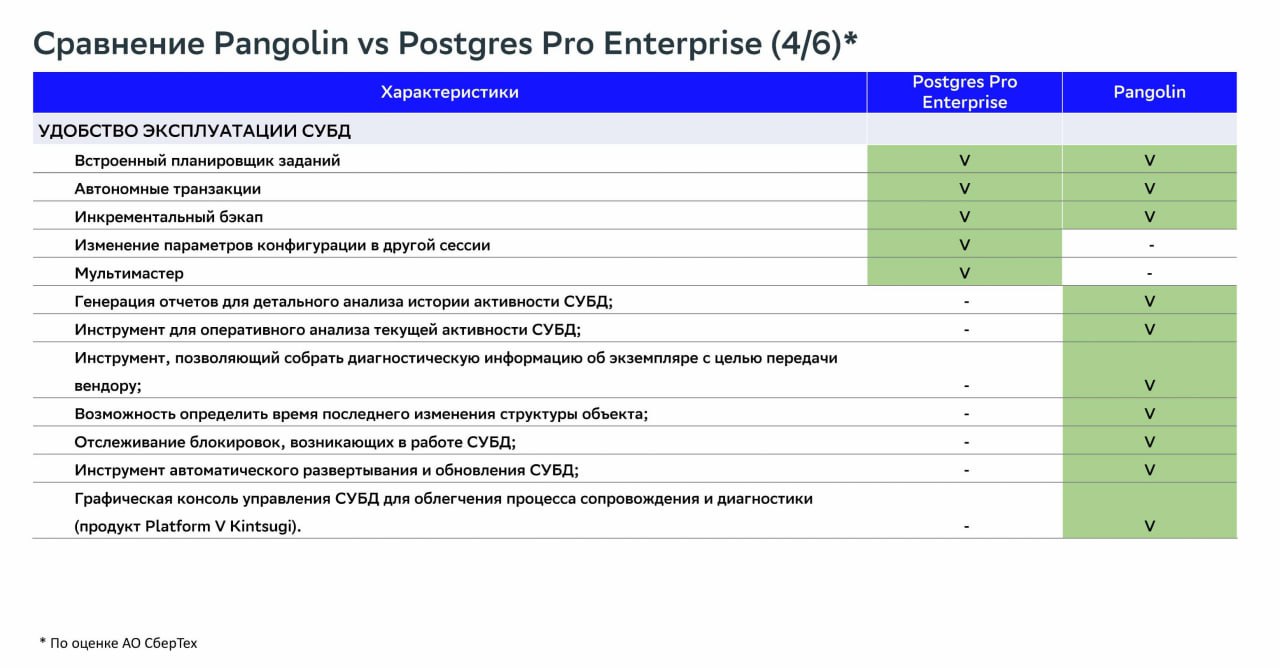 Сравнение Pangolin vs Postgres Pro Enterprise (4/6)*
Характеристики
Postgres Pro
Enterprise
Pangolin
УДОБСТВО ЭКСПЛУАТАЦИИ СУБД
Встроенный планировщик заданий V V
Автономные транзакции V V
Инкрементальный бэкап V V
Изменение параметров конфигурации в другой сессии V -
Мультимастер V -
Генерация отчетов для детального анализа истории активности СУБД; - V
Инструмент для оперативного анализа текущей активности СУБД; - V
Инструмент, позволяющий собрать диагностическую информацию об экземпляре с целью передачи
вендору; - V
Возможность определить время последнего изменения структуры объекта; - V
Отслеживание блокировок, возникающих в работе СУБД; - V
Инструмент автоматического развертывания и обновления СУБД; - V
Графическая консоль управления СУБД для облегчения процесса сопровождения и диагностики
(продукт Platform V Kintsugi). - V
* По оценке АО СберТех